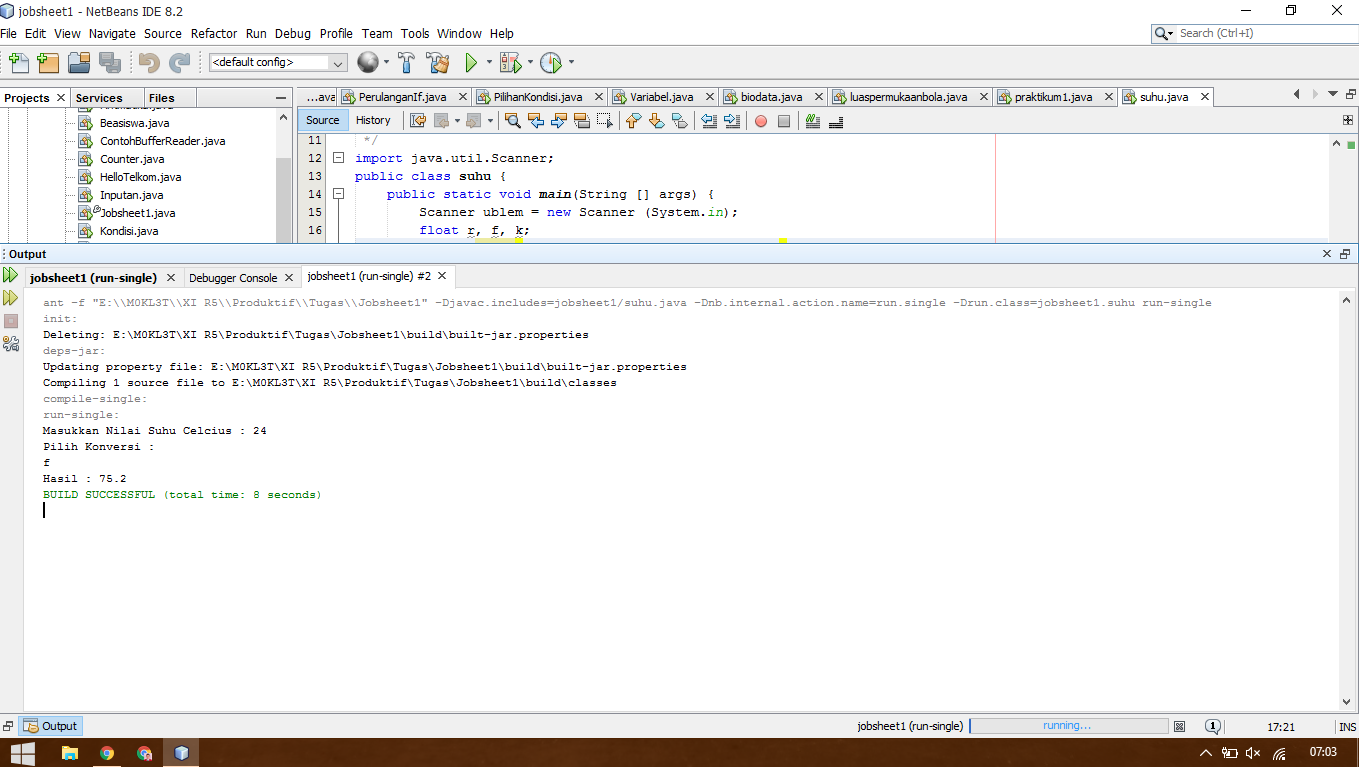 jobsheet1 - NetBeans IDE 8.2
File Edit View Navigate Source Refactor Run Debug Profile Team Tools Window Help
Search (Ctrl+I)
<default config>
Projects Services Files
...ava PerulanganIf.java PilihanKondisi.java Variabel.java biodata.java luaspermukaanbola.java praktikum1.java suhu.java
Source History
Beasiswa.java
ContohBufferReader.java
Counter.java
HelloTelkom.java
Inputan.java
Jobsheet1.java
Kondisi.java
11 */
12 import java.util.Scanner;
13 public class suhu {
14 public static void main(String [] args) {
15 Scanner ublem = new Scanner (System.in);
16 float r, f, k;
Output
jobsheet1 (run-single) Debugger Console jobsheet1 (run-single) #2
ant -f "E:\\M0KL3T\\XI R5\\Produktif\\Tugas\\Jobsheet1" -Djavac.includes=jobsheet1/suhu.java -Dnb.internal.action.name=run.single -Drun.class=jobsheet1.suhu run-single
init:
Deleting: E:\M0KL3T\XI R5\Produktif\Tugas\Jobsheet1\build\built-jar.properties
deps-jar:
Updating property file: E:\M0KL3T\XI R5\Produktif\Tugas\Jobsheet1\build\built-jar.properties
Compiling 1 source file to E:\M0KL3T\XI R5\Produktif\Tugas\Jobsheet1\build\classes
compile-single:
run-single:
Masukkan Nilai Suhu Celcius : 24
Pilih Konversi :
f
Hasil : 75.2
BUILD SUCCESSFUL (total time: 8 seconds)
Output
jobsheet1 (run-single) running... 1 17:21 INS
07:03